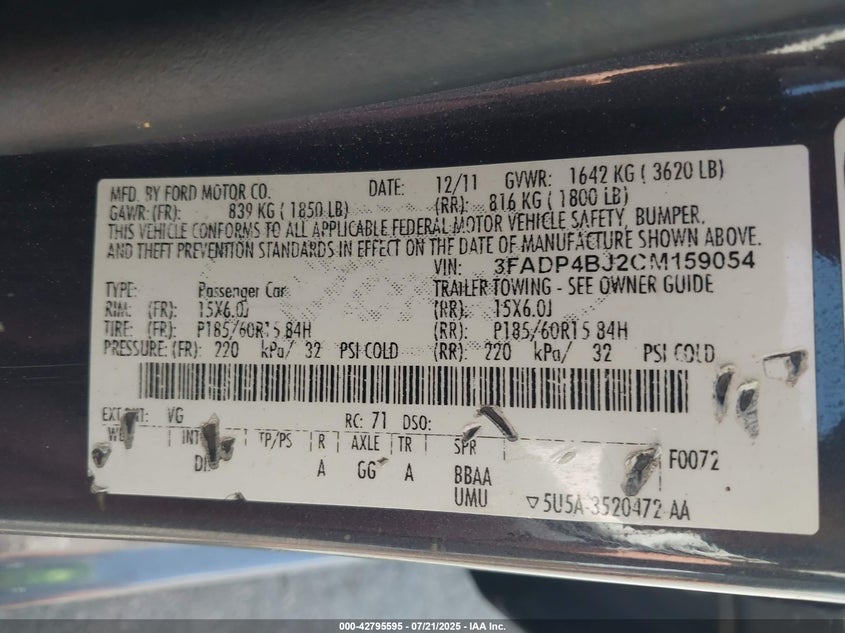 MFD. BY FORD MOTOR CO. DATE: 12/11 GVWR: 1642 KG ( 3620 LB)
GAWR: (FR): 839 KG ( 1850 LB) (RR): 816 KG ( 1800 LB)
THIS VEHICLE CONFORMS TO ALL APPLICABLE FEDERAL MOTOR VEHICLE SAFETY, BUMPER,
AND THEFT PREVENTION STANDARDS IN EFFECT ON THE DATE OF MANUFACTURE SHOWN ABOVE.
VIN: 3FADP4BJ2CM159054
TYPE: Passenger Car TRAILER TOWING - SEE OWNER GUIDE
RIM: (FR): 15X6.0J (RR): 15X6.0J
TIRE: (FR): P185/60R15 84H (RR): P185/60R15 84H
PRESSURE: (FR): 220 kPa/ 32 PSI COLD (RR): 220 kPa/ 32 PSI COLD
EXT PNT: VG RC: 71 DSO:
WB INT TP/PS R AXLE TR SPR F0072
A GG A BBAA
UMU ▽5U5A-3520472-AA
000-42795595 - 07/21/2025 - IAA Inc.